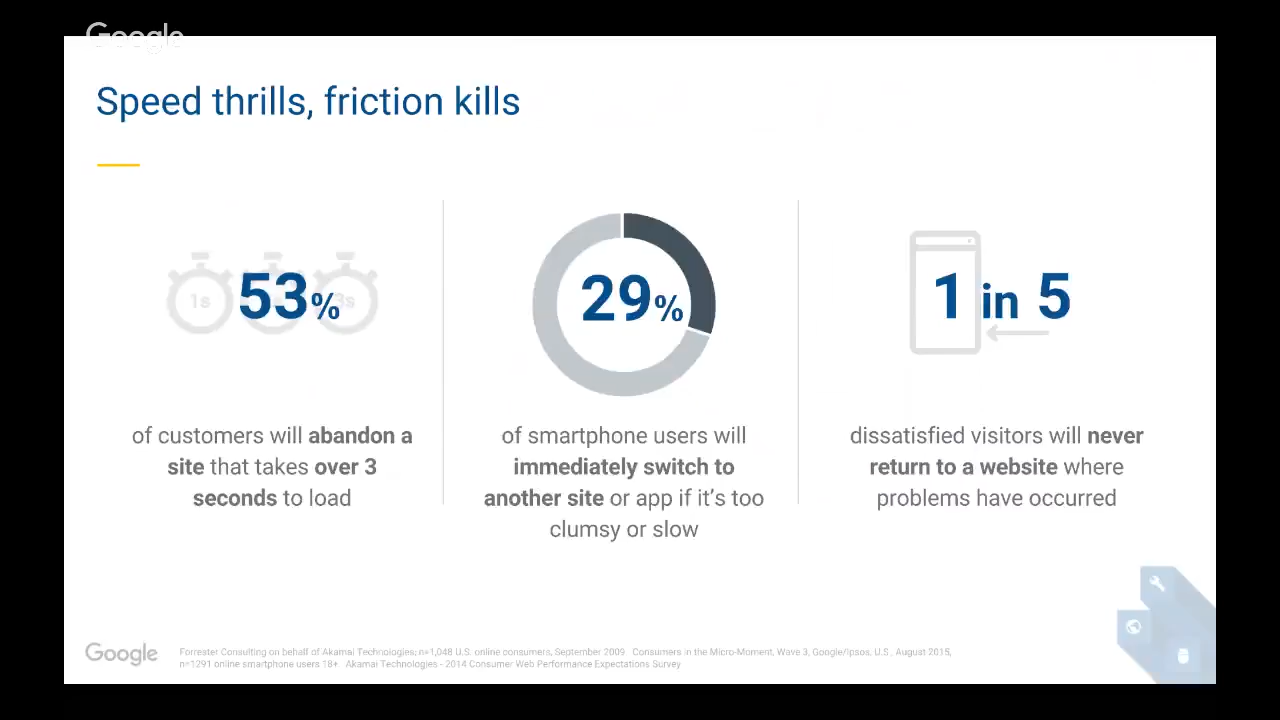 Google
Speed thrills, friction kills
1s
3s
53%
29%
1 in 5
of customers will abandon a
site that takes over 3
seconds to load
of smartphone users will
immediately switch to
another site or app if it's too
clumsy or slow
dissatisfied visitors will never
return to a website where
problems have occurred
Google
Forrester Consulting on behalf of Akamai Technologies; n=1,048 U.S. online consumers, September 2009 Consumers in the Micro-Moment, Wave 3, Google/Ipsos, U.S., August 2015,
n=1291 online smartphone users 18+ Akamai Technologies - 2014 Consumer Web Performance Expectations Survey